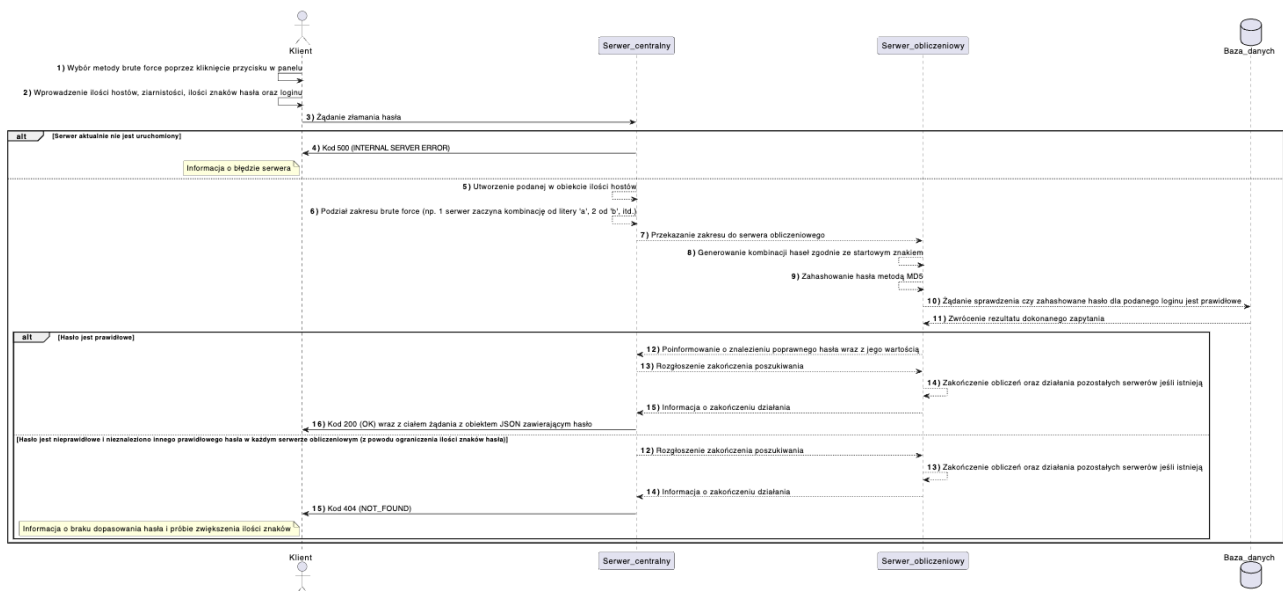 Klient
Serwer_centralny
Serwer_obliczeniowy
Baza_danych
1) Wybór metody brute force poprzez kliknięcie przycisku w panelu
2) Wprowadzenie ilości hostów, ziarnistości, ilości znaków hasła oraz loginu
3) Żądanie złamania hasła
alt [Serwer aktualnie nie jest uruchomiony]
4) Kod 500 (INTERNAL SERVER ERROR)
Informacja o błędzie serwera
5) Utworzenie podanej w obiekcie ilości hostów
6) Podział zakresu brute force (np. 1 serwer zaczyna kombinację od litery 'a', 2 od 'b', itd.)
7) Przekazanie zakresu do serwera obliczeniowego
8) Generowanie kombinacji haseł zgodnie ze startowym znakiem
9) Zahashowanie hasła metodą MD5
10) Żądanie sprawdzenia czy zahashowane hasło dla podanego loginu jest prawidłowe
11) Zwrócenie rezultatu dokonanego zapytania
alt [Hasło jest prawidłowe]
12) Poinformowanie o znalezieniu poprawnego hasła wraz z jego wartością
13) Rozgłoszenie zakończenia poszukiwania
14) Zakończenie obliczeń oraz działania pozostałych serwerów jeśli istnieją
15) Informacja o zakończeniu działania
16) Kod 200 (OK) wraz z ciałem żądania z obiektem JSON zawierającym hasło
[Hasło jest nieprawidłowe i nieznaleziono innego prawidłowego hasła w każdym serwerze obliczeniowym (z powodu ograniczenia ilości znaków hasła)]
12) Rozgłoszenie zakończenia poszukiwania
13) Zakończenie obliczeń oraz działania pozostałych serwerów jeśli istnieją
14) Informacja o zakończeniu działania
15) Kod 404 (NOT_FOUND)
Informacja o braku dopasowania hasła i próbie zwiększenia ilości znaków
Klient
Serwer_centralny
Serwer_obliczeniowy
Baza_danych